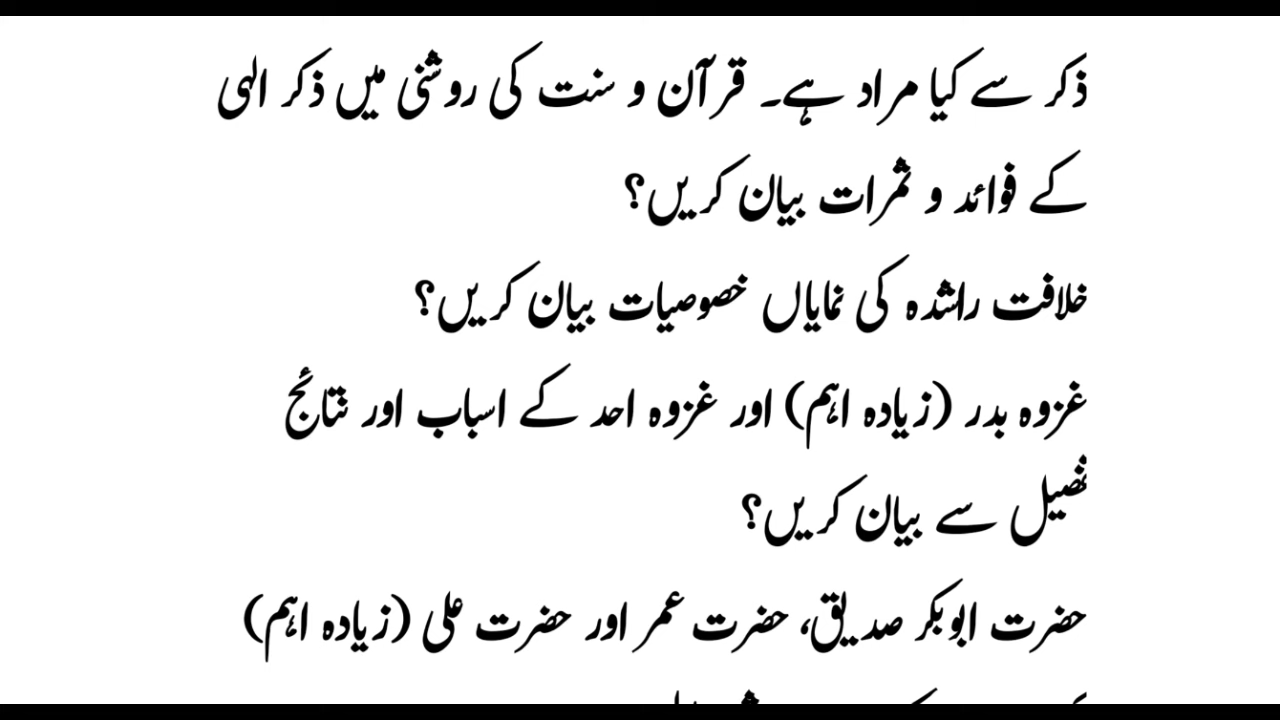 ذکر سے کیا مراد ہے۔ قرآن و سنت کی روشنی میں ذکر الہی
کے فوائد و ثمرات بیان کریں؟
خلافت راشدہ کی نمایاں خصوصیات بیان کریں؟
غزوہ بدر (زیادہ اہم) اور غزوہ احد کے اسباب اور نتائج
تفصیل سے بیان کریں؟
حضرت ابوبکر صدیق، حضرت عمر اور حضرت علی (زیادہ اہم)